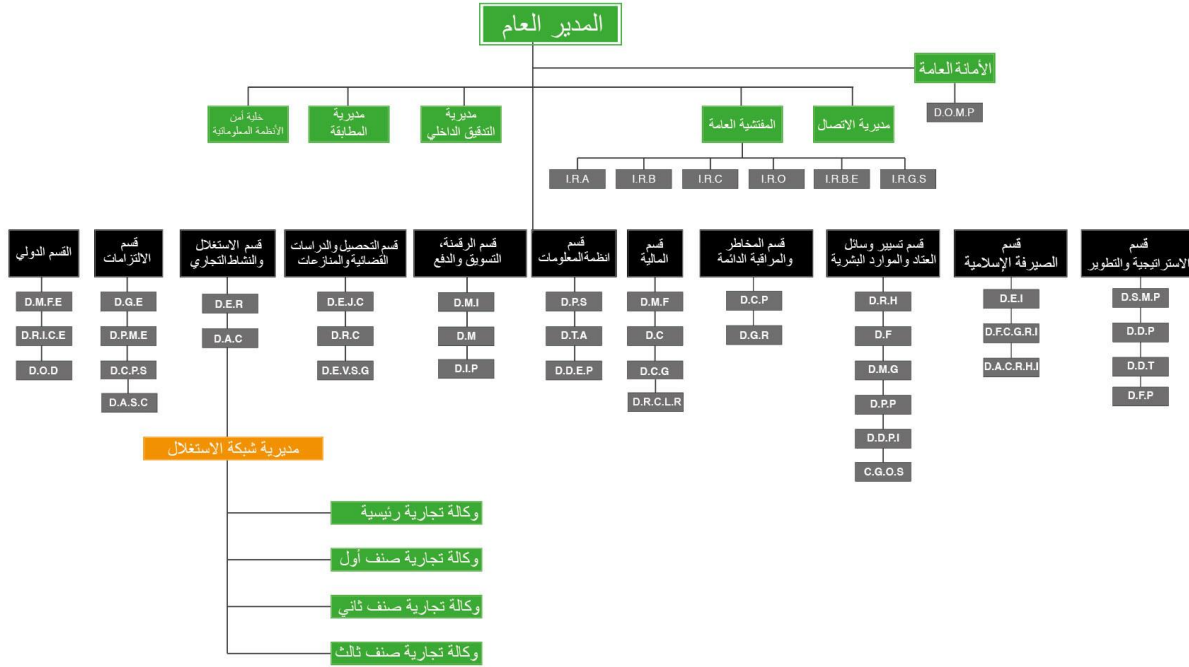 المدير العام
الأمانة العامة
D.O.M.P
مديرية الاتصال
المفتشية العامة
مديرية
التدقيق الداخلي
مديرية
المطابقة
خلية أمن
الأنظمة المعلوماتية
I.R.A
I.R.B
I.R.C
I.R.O
I.R.B.E
I.R.G.S
قسم
الاستراتيجية والتطوير
D.S.M.P
D.D.P
D.D.T
D.F.P
قسم
الصيرفة الإسلامية
D.E.I
D.F.C.G.R.I
D.A.C.R.H.I
قسم تسيير وسائل
العتاد والموارد البشرية
D.R.H
D.F
D.M.G
D.P.P
D.D.P.I
C.G.O.S
قسم المخاطر
والمراقبة الدائمة
D.C.P
D.G.R
قسم
المالية
D.M.F
D.C
D.C.G
D.R.C.L.R
قسم
انظمة المعلومات
D.P.S
D.T.A
D.D.E.P
قسم الرقمنة،
التسويق والدفع
D.M.I
D.M
D.I.P
قسم التحصيل والدراسات
القضائية والمنازعات
D.E.J.C
D.R.C
D.E.V.S.G
قسم الاستغلال
والنشاط التجاري
D.E.R
D.A.C
قسم
الالتزامات
D.G.E
D.P.M.E
D.C.P.S
D.A.S.C
القسم الدولي
D.M.F.E
D.R.I.C.E
D.O.D
مديرية شبكة الاستغلال
وكالة تجارية رئيسية
وكالة تجارية صنف أول
وكالة تجارية صنف ثاني
وكالة تجارية صنف ثالث